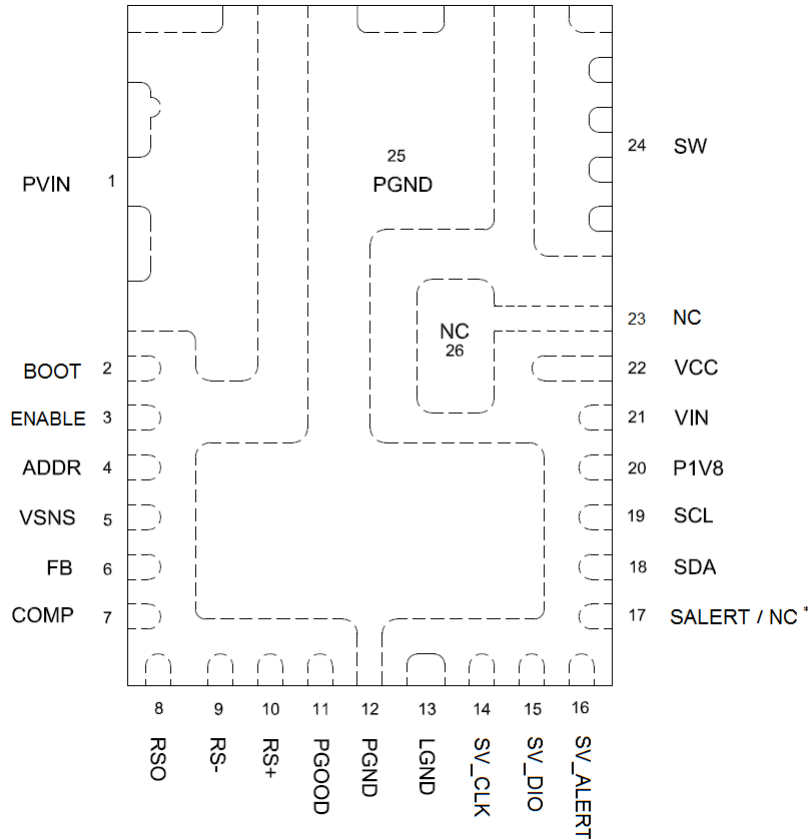 25
PGND
24 SW
PVIN 1
23 NC
NC
26
BOOT 2
22 VCC
ENABLE 3
21 VIN
ADDR 4
20 P1V8
VSNS 5
19 SCL
FB 6
18 SDA
COMP 7
17 SALERT / NC *
8 9 10 11 12 13 14 15 16
RSO
RS-
RS+
PGOOD
PGND
LGND
SV_CLK
SV_DIO
SV_ALERT